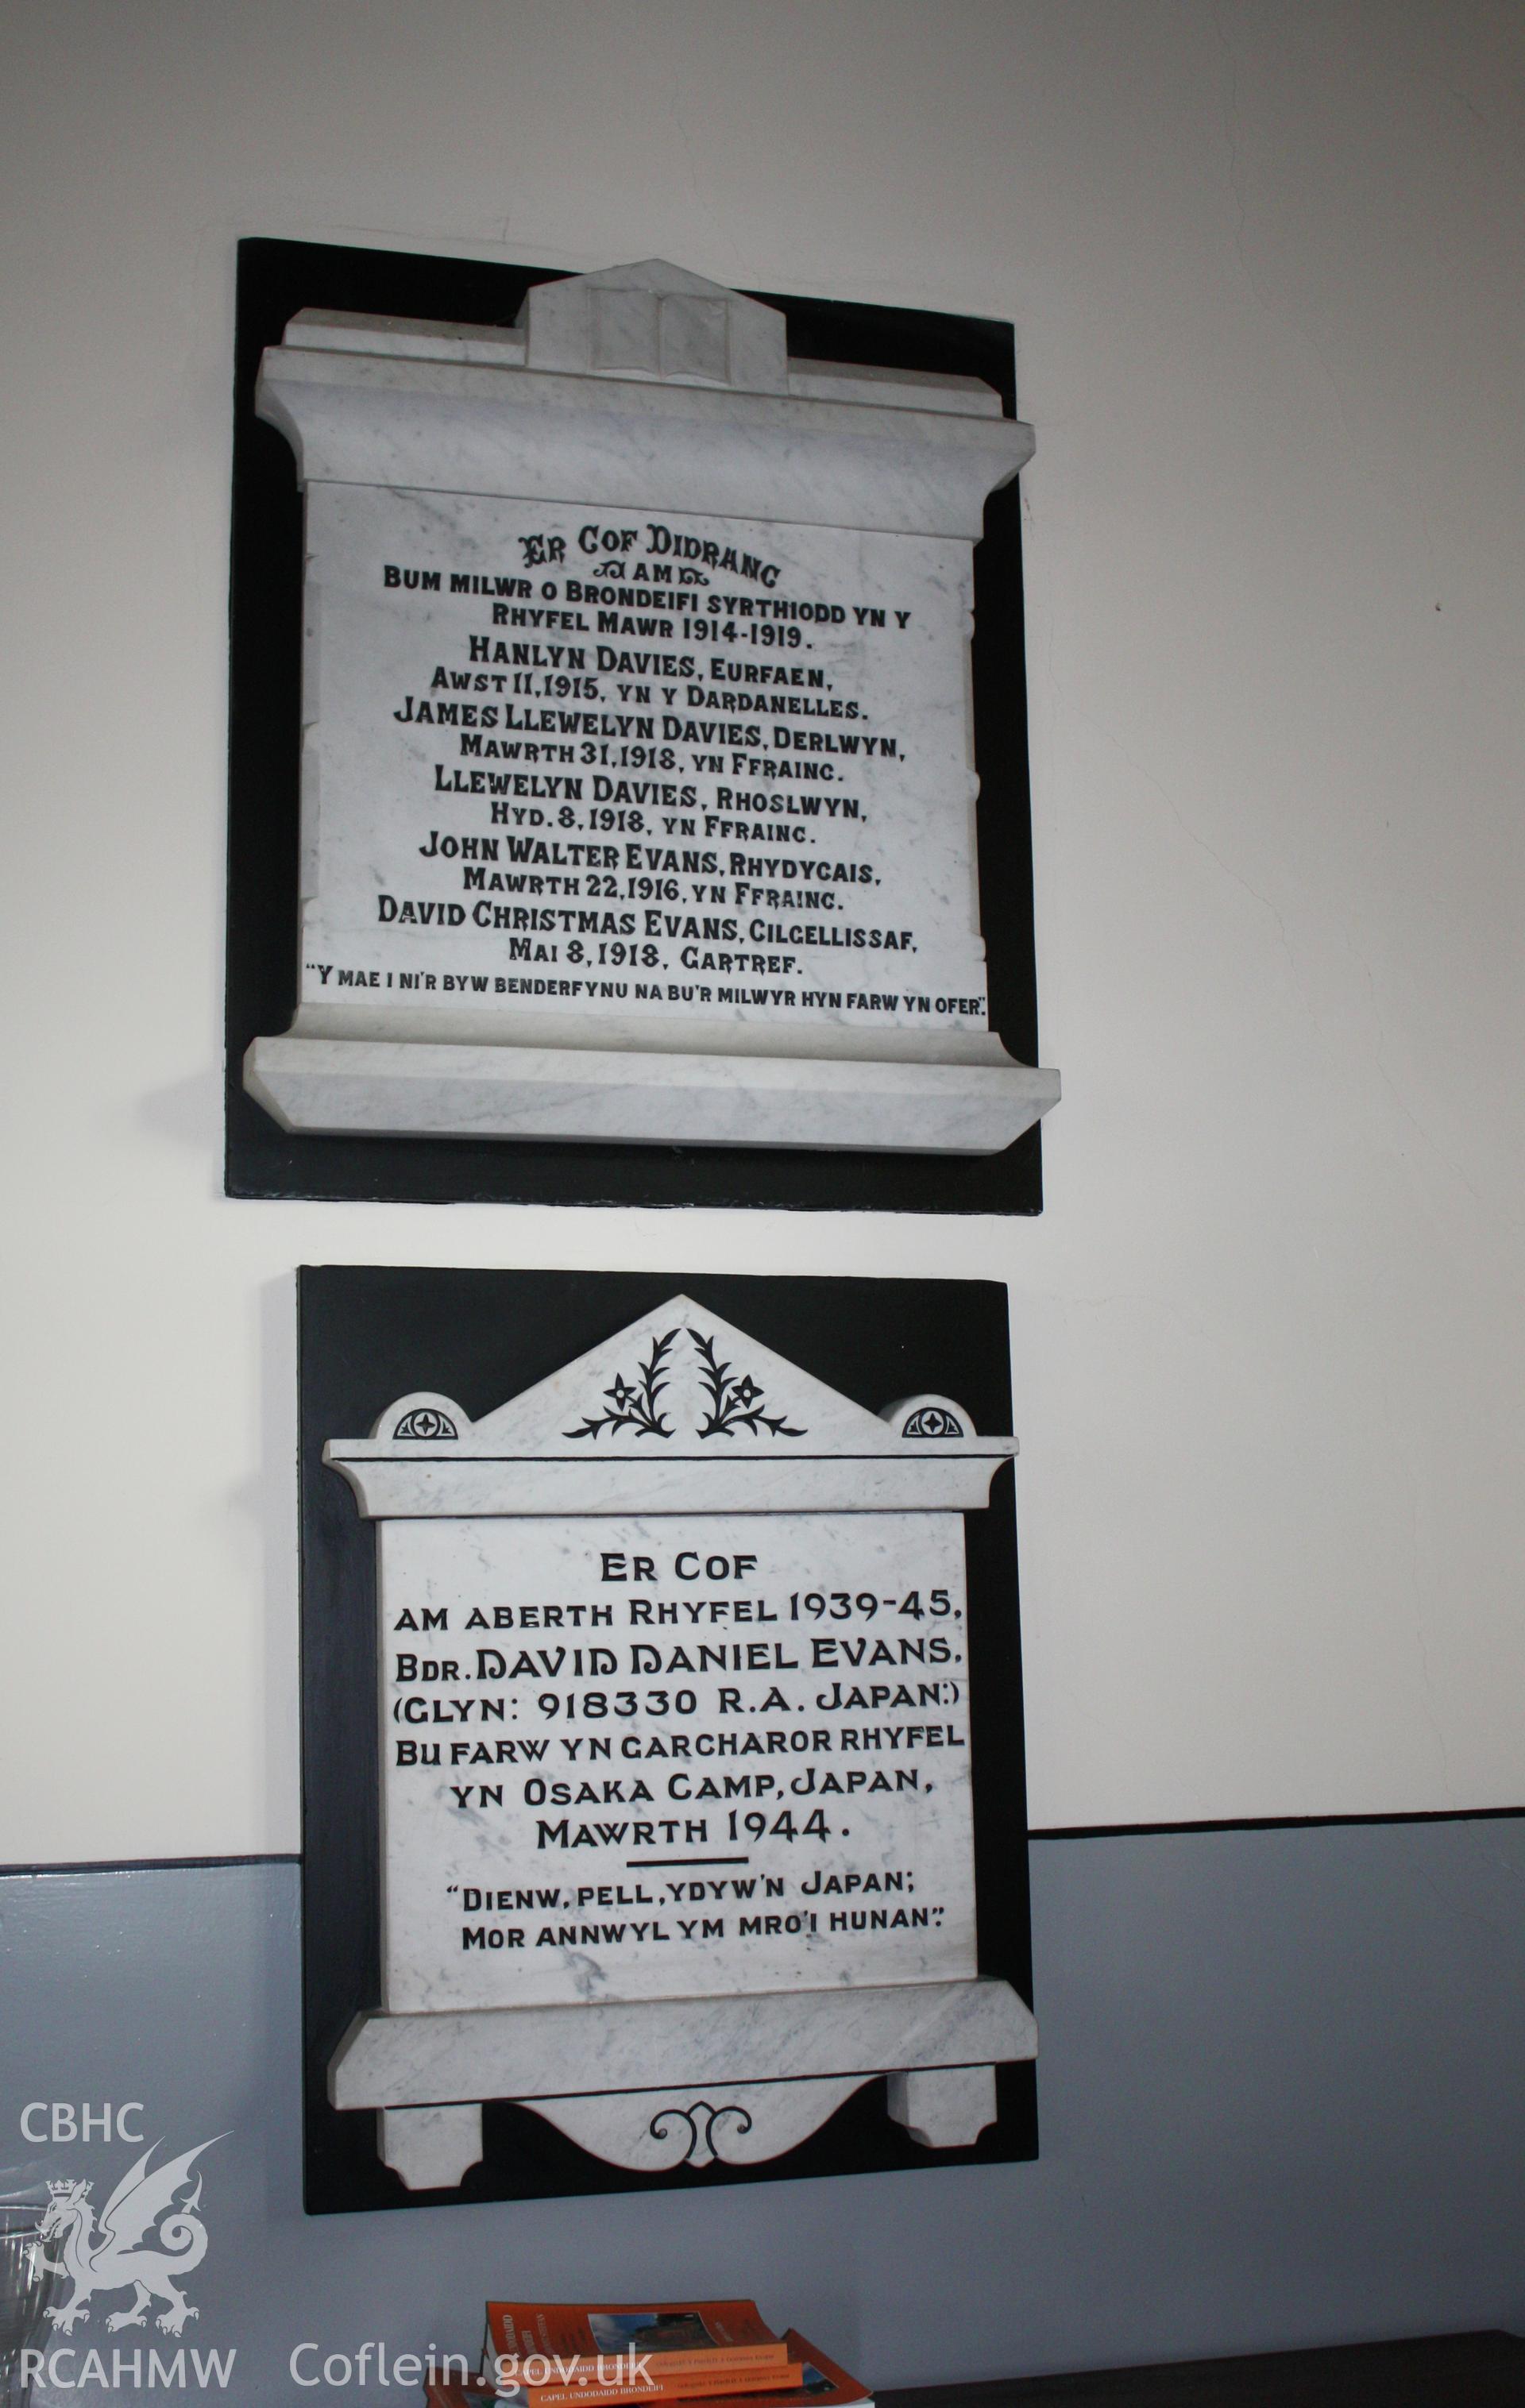 ER COF DIDRANC
AM
BUM MILWR O BRONDEIFI SYRTHIODD YN Y
RHYFEL MAWR 1914-1919.
HANLYN DAVIES, EURFAEN,
AWST 11, 1915, YN Y DARDANELLES.
JAMES LLEWELYN DAVIES, DERLWYN,
MAWRTH 31, 1918, YN FFRAINC.
LLEWELYN DAVIES, RHOSLWYN,
HYD. 8, 1918, YN FFRAINC.
JOHN WALTER EVANS, RHYDYCAIS,
MAWRTH 22, 1916, YN FFRAINC.
DAVID CHRISTMAS EVANS, CILGELLISSAF,
MAI 8, 1918, GARTREF.
"Y MAE I NI'R BYW BENDERFYNU NA BU'R MILWYR HYN FARW YN OFER."
ER COF
AM ABERTH RHYFEL 1939-45,
BDR. DAVID DANIEL EVANS.
(GLYN: 918330 R.A. JAPAN:)
BU FARW YN GARCHAROR RHYFEL
YN OSAKA CAMP, JAPAN,
MAWRTH 1944.
"DIENW, PELL, YDYW'N JAPAN;
MOR ANNWYL YM MRO'I HUNAN."
CAPEL UNDODAIDD BRONDEIFI
CAPEL UNDODAIDD BRONDEIFI
CBHC
RCAHMW
Coflein.gov.uk